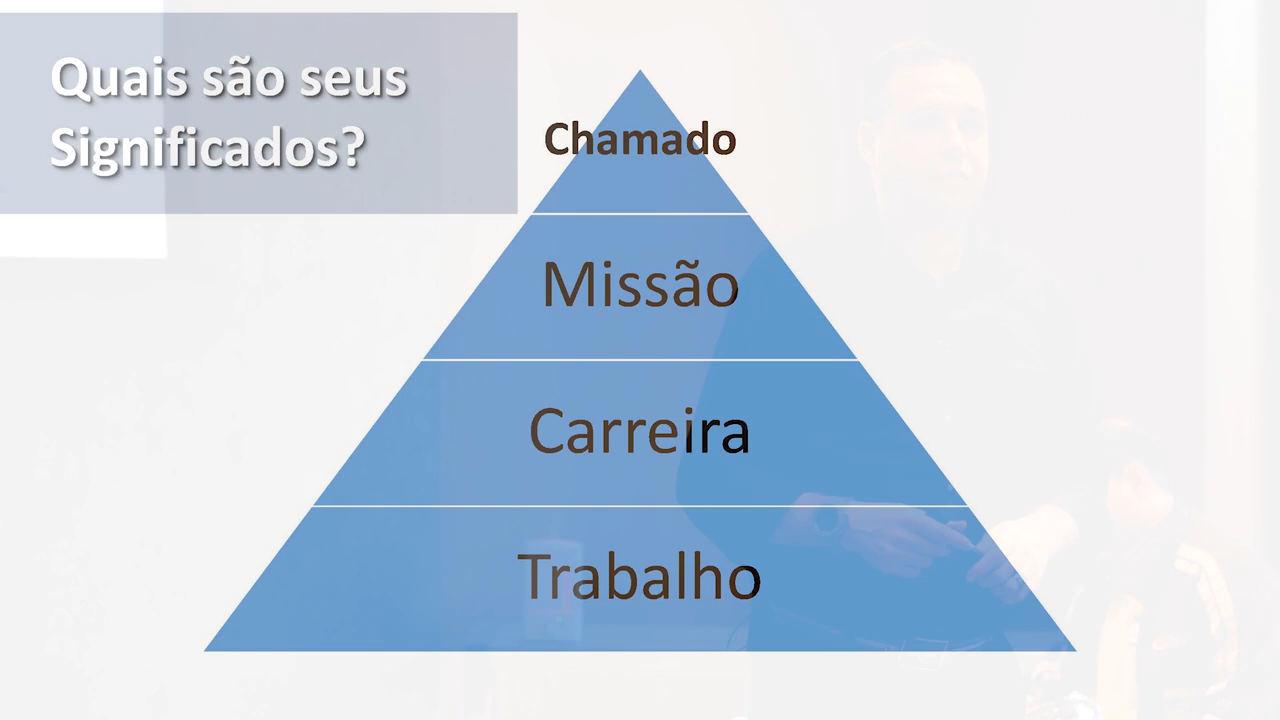 Quais são seus
Significados?
Chamado
Missão
Carreira
Trabalho